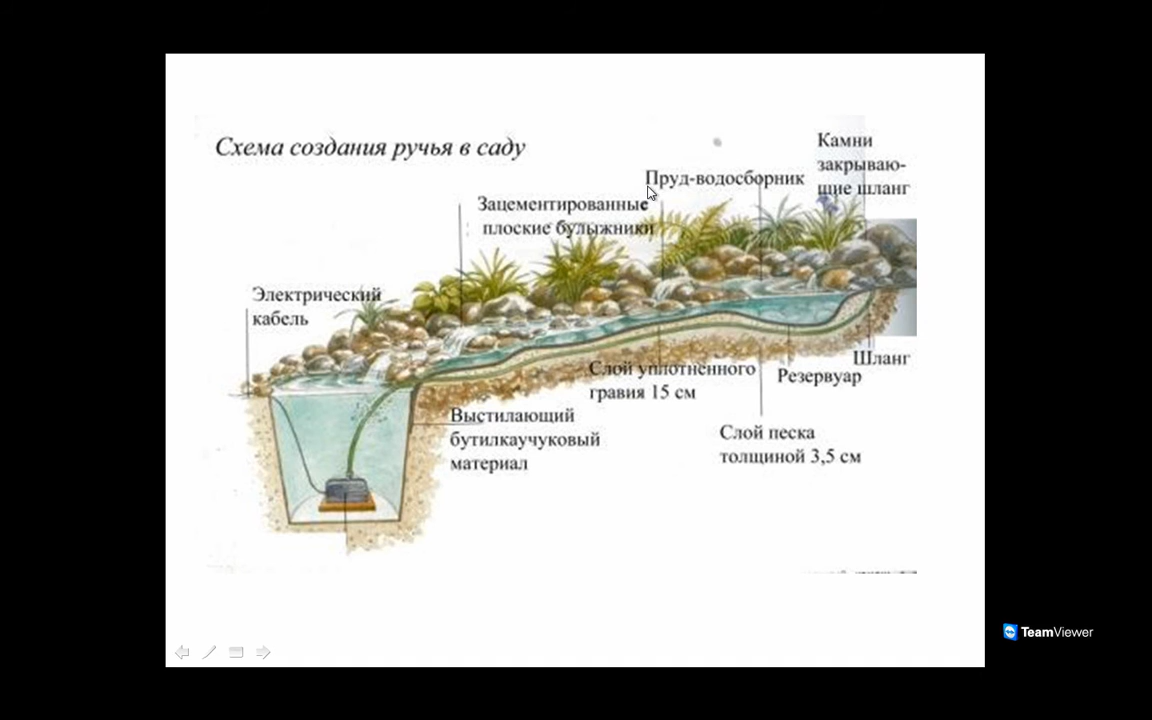 Схема создания ручья в саду
Камни
закрываю-
щие шланг
Пруд-водосборник
Зацементированные
плоские булыжники
Электрический
кабель
Шланг
Слой уплотненного
гравия 15 см
Резервуар
Выстилающий
бутилкаучуковый
материал
Слой песка
толщиной 3,5 см
TeamViewer